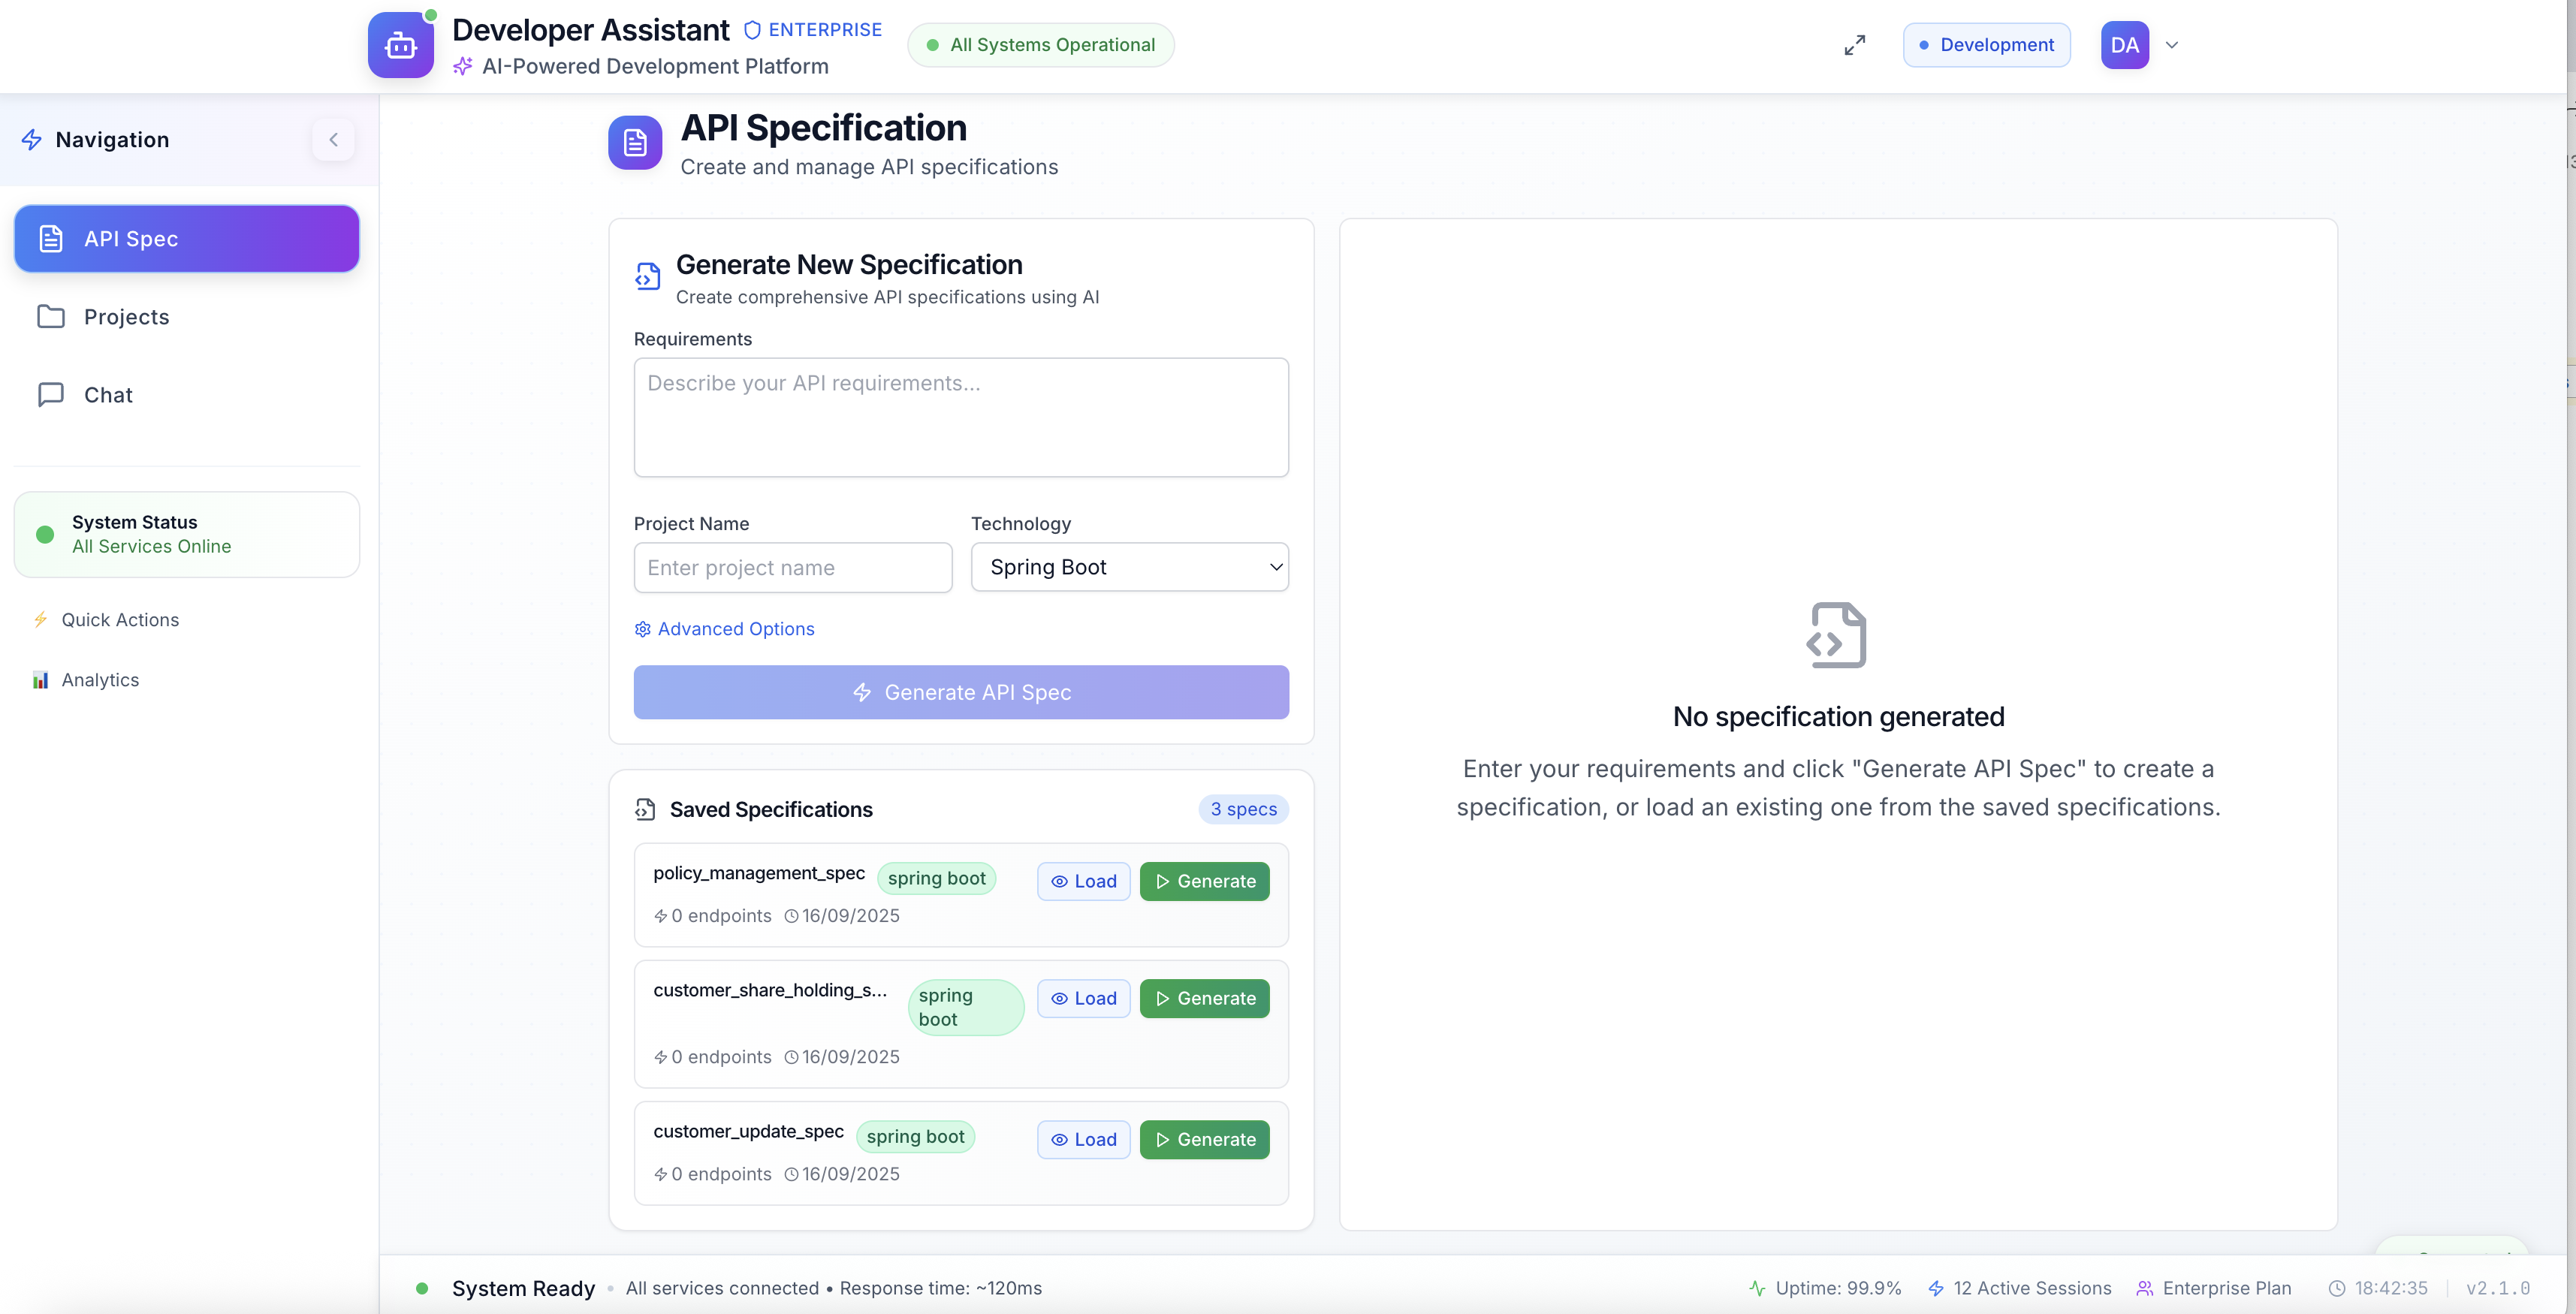 Developer Assistant ENTERPRISE
AI-Powered Development Platform
All Systems Operational
Development
DA
Navigation
API Spec
Projects
Chat
System Status
All Services Online
Quick Actions
Analytics
API Specification
Create and manage API specifications
Generate New Specification
Create comprehensive API specifications using AI
Requirements
Describe your API requirements...
Project Name
Technology
Enter project name
Spring Boot
Advanced Options
Generate API Spec
Saved Specifications
3 specs
policy_management_spec spring boot Load Generate
0 endpoints 16/09/2025
customer_share_holding_s... spring boot Load Generate
0 endpoints 16/09/2025
customer_update_spec spring boot Load Generate
0 endpoints 16/09/2025
No specification generated
Enter your requirements and click "Generate API Spec" to create a
specification, or load an existing one from the saved specifications.
System Ready • All services connected • Response time: ~120ms
Uptime: 99.9% 12 Active Sessions Enterprise Plan 18:42:35 v2.1.0